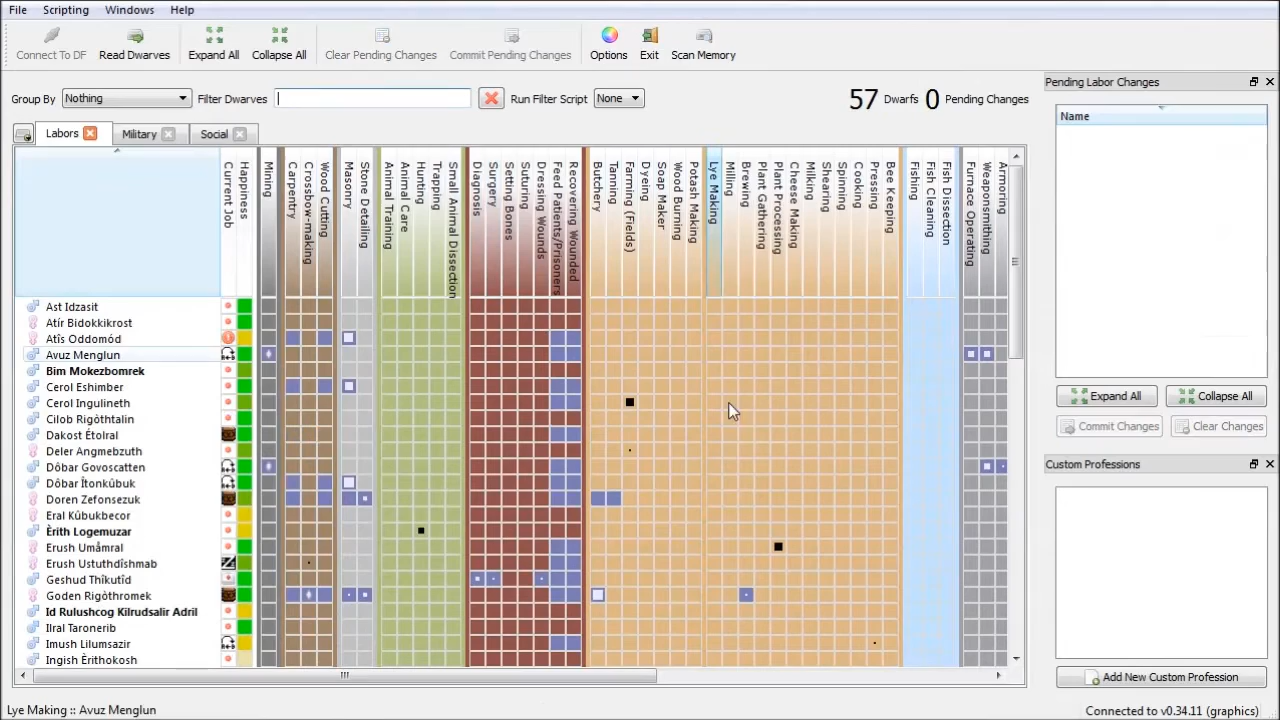 File Scripting Windows Help
Connect To DF Read Dwarves Expand All Collapse All Clear Pending Changes Commit Pending Changes Options Exit Scan Memory
Group By Nothing Filter Dwarves Run Filter Script None 57 Dwarfs 0 Pending Changes
Labors Military Social
Current Job
Happiness
Mining
Carpentry
Crossbow-making
Wood Cutting
Masonry
Stone Detailing
Animal Training
Animal Care
Hunting
Trapping
Small Animal Dissection
Diagnosis
Surgery
Setting Bones
Suturing
Dressing Wounds
Feed Patients/Prisoners
Recovering Wounded
Butchery
Tanning
Farming (Fields)
Dyeing
Soap Maker
Wood Burning
Potash Making
Lye Making
Milling
Brewing
Plant Gathering
Plant Processing
Cheese Making
Milking
Shearing
Spinning
Cooking
Pressing
Bee Keeping
Fishing
Fish Cleaning
Fish Dissection
Furnace Operating
Weaponsmithing
Armoring
Ast Idzasit
Atír Bidokkikrost
Atïs Oddomód
Avuz Menglun
Bim Mokezbomrek
Cerol Eshimber
Cerol Ingulineth
Cilob Rigòthtalin
Dakost Étolral
Deler Angmebzuth
Dôbar Govoscatten
Dôbar Îtonkûbuk
Doren Zefonsezuk
Eral Kûbukbecor
Èrith Logemuzar
Erush Umåmral
Erush Ustuthdîshmab
Geshud Thîkutîd
Goden Rigòthromek
Id Rulushcog Kilrudsalir Adril
Iral Taronerib
Imush Lilumsazir
Ingish Èrithokosh
Pending Labor Changes
Name
Expand All Collapse All
Commit Changes Clear Changes
Custom Professions
Add New Custom Profession
Lye Making :: Avuz Menglun
Connected to v0.34.11 (graphics)